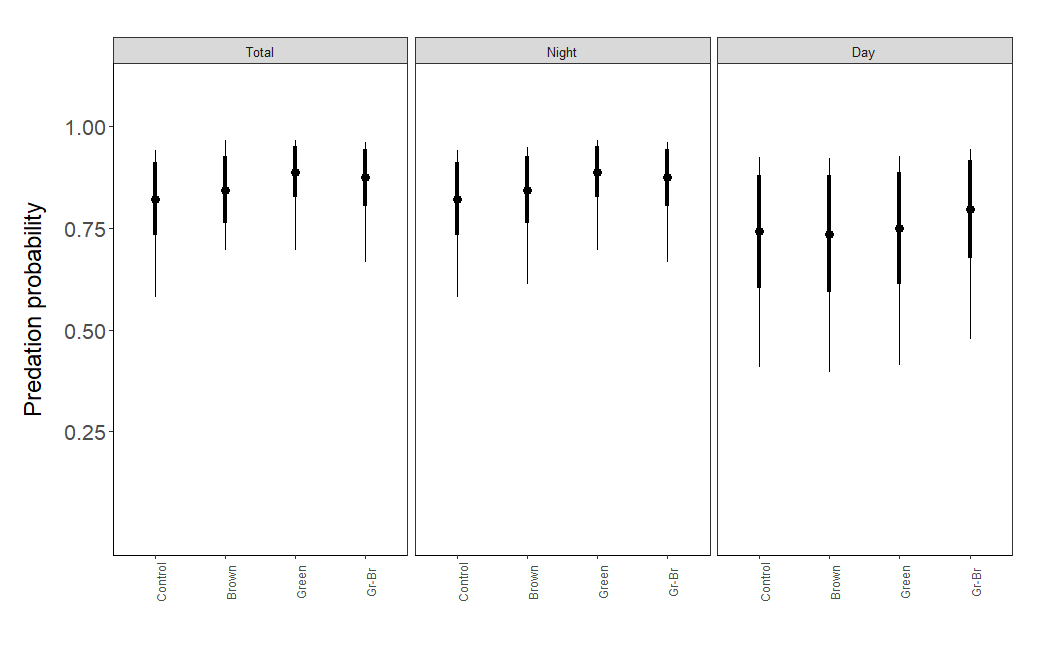 Total
Night
Day
Predation probability
1.00
0.75
0.50
0.25
Control
Brown
Green
Gr-Br
Control
Brown
Green
Gr-Br
Control
Brown
Green
Gr-Br